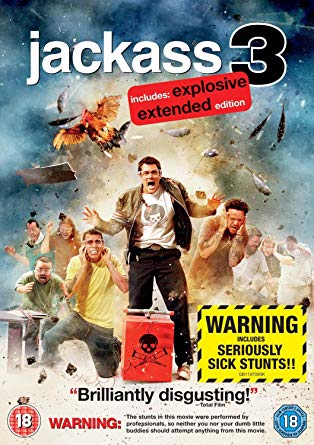 jackass 3
includes: explosive
extended edition
WARNING
INCLUDES
SERIOUSLY
SICK STUNTS!!
"Brilliantly disgusting!"
-Total Film
18
WARNING: "The stunts in this movie were performed by
professionals, so neither you nor your dumb little
buddies should attempt anything from this movie.
18